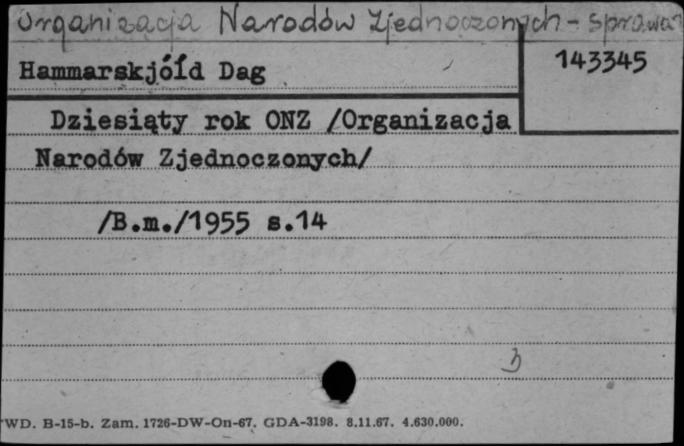 Organizacja Narodów Zjednoczonych - sprawa
143345
Hammarskjöld Dag
Dziesiąty rok ONZ /Organizacja
Narodów Zjednoczonych/
/B.m./1955 s.14
WD. B-15-b. Zam. 1726-DW-On-67. GDA-3198. 8.11.67. 4.630.000.